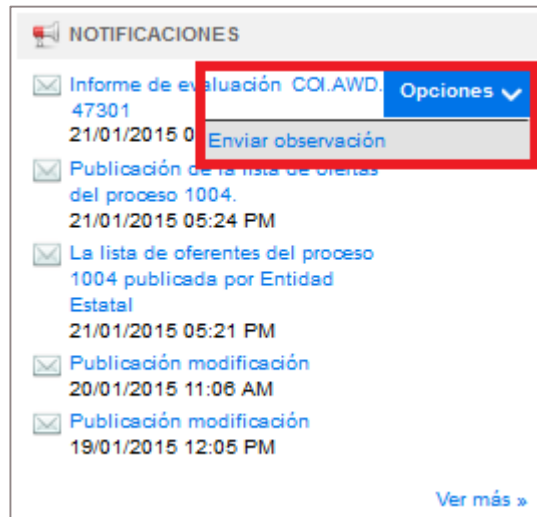 NOTIFICACIONES
Informe de evaluación COI.AWD. Opciones
47301
21/01/2015 0
Enviar observación
Publicación de la lista de ofertas
del proceso 1004.
21/01/2015 05:24 PM
La lista de oferentes del proceso
1004 publicada por Entidad
Estatal
21/01/2015 05:21 PM
Publicación modificación
20/01/2015 11:06 AM
Publicación modificación
19/01/2015 12:05 PM
Ver más »